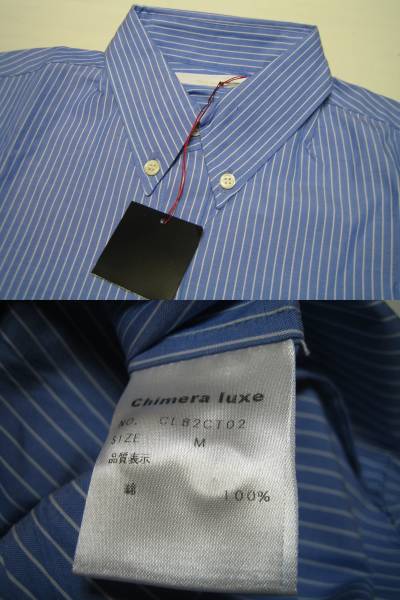 Chimera luxe
NO. CL82CT02
SIZE M
品質表示
綿 100%